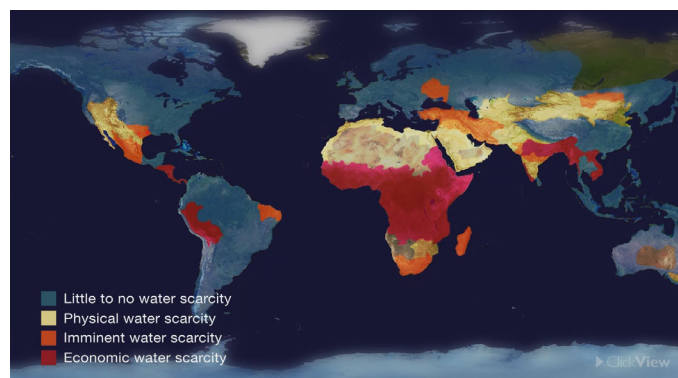 Little to no water scarcity
Physical water scarcity
Imminent water scarcity
Economic water scarcity
ClickView